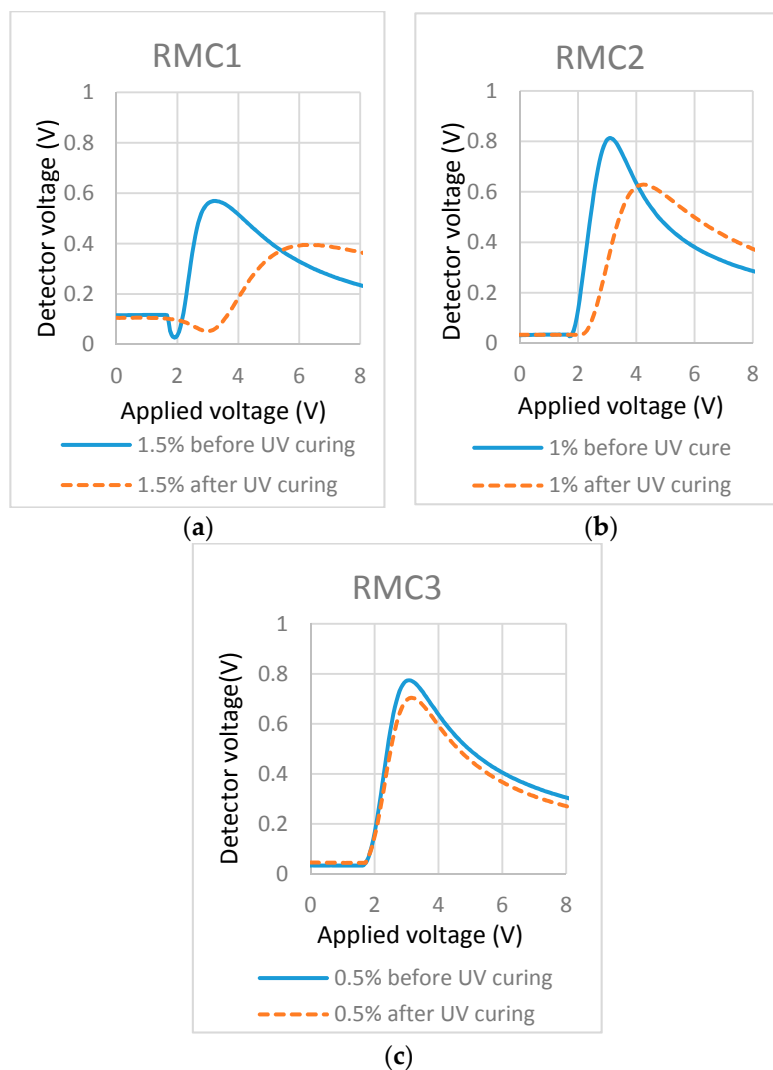 RMC1
1
0.8
0.6
0.4
0.2
0
Detector voltage (V)
0 2 4 6 8
Applied voltage (V)
1.5% before UV curing
1.5% after UV curing
(a)
RMC2
1
0.8
0.6
0.4
0.2
0
Detector voltage (V)
0 2 4 6 8
Applied voltage (V)
1% before UV cure
1% after UV curing
(b)
RMC3
1
0.8
0.6
0.4
0.2
0
Detector voltage(V)
0 2 4 6 8
Applied voltage (V)
0.5% before UV curing
0.5% after UV curing
(c)